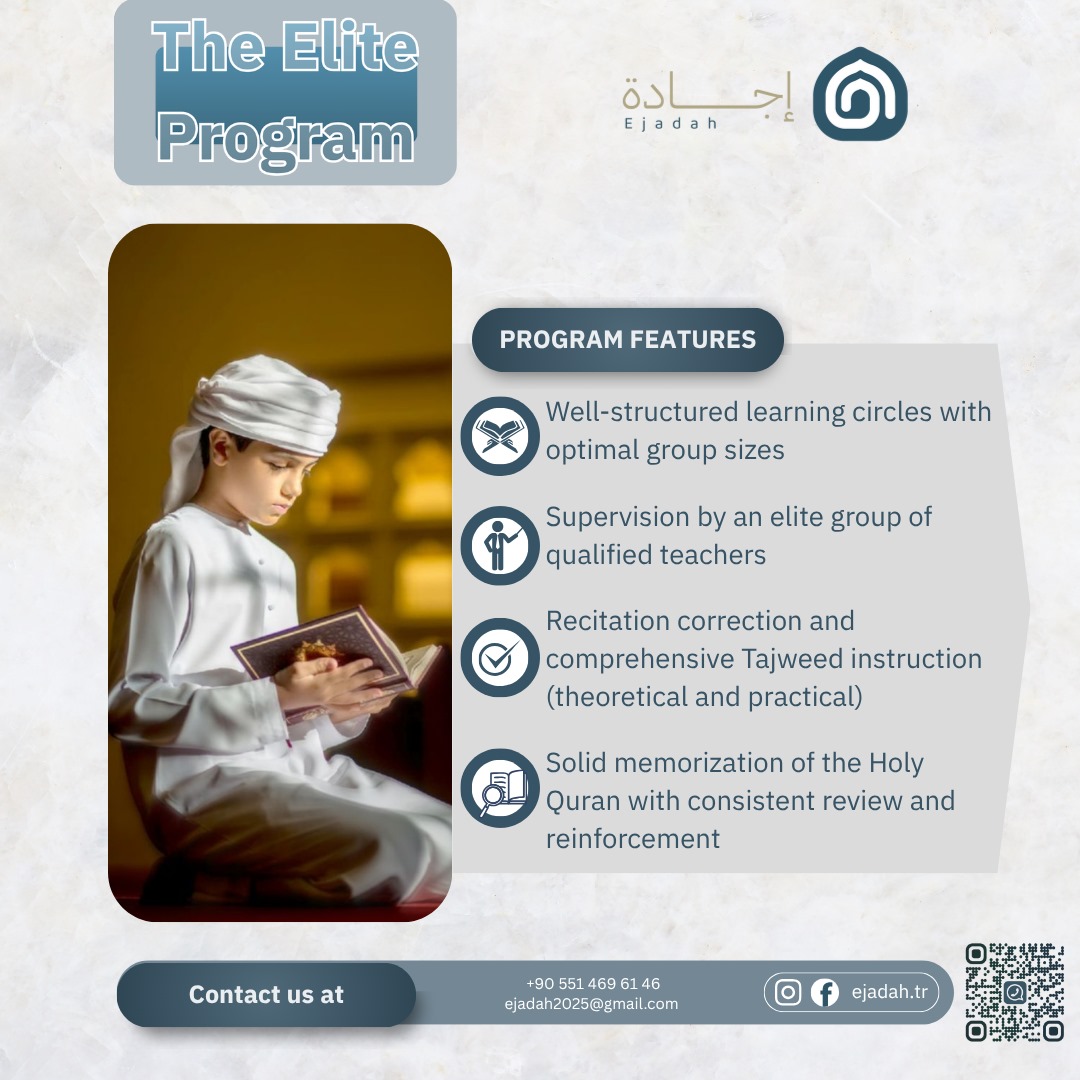 The Elite
Program
إجادة
Ejadah
PROGRAM FEATURES
Well-structured learning circles with
optimal group sizes
Supervision by an elite group of
qualified teachers
Recitation correction and
comprehensive Tajweed instruction
(theoretical and practical)
Solid memorization of the Holy
Quran with consistent review and
reinforcement
Contact us at
+90 551 469 61 46
ejadah2025@gmail.com
ejadah.tr